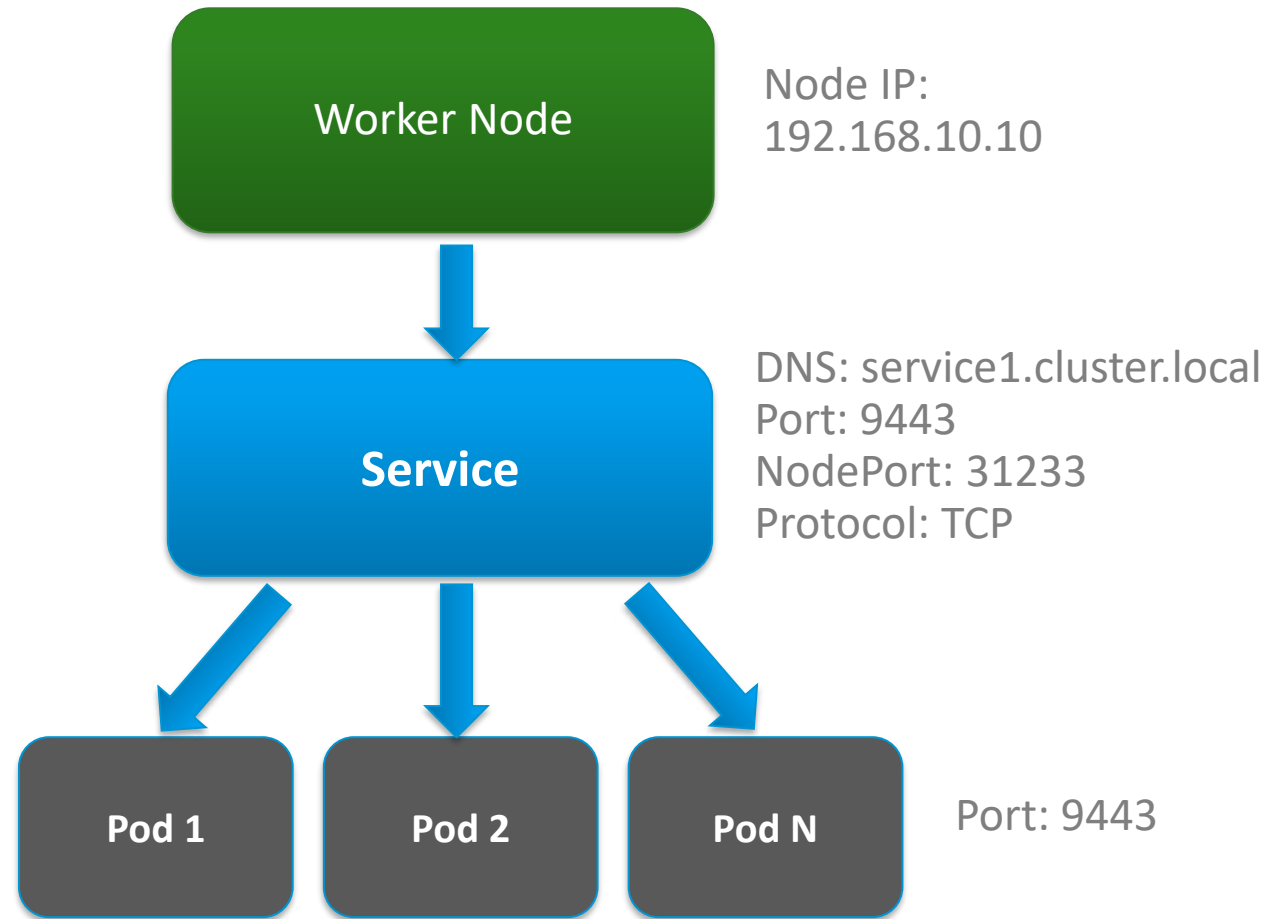 Worker Node
Node IP:
192.168.10.10
Service
DNS: service1.cluster.local
Port: 9443
NodePort: 31233
Protocol: TCP
Pod 1
Pod 2
Pod N
Port: 9443